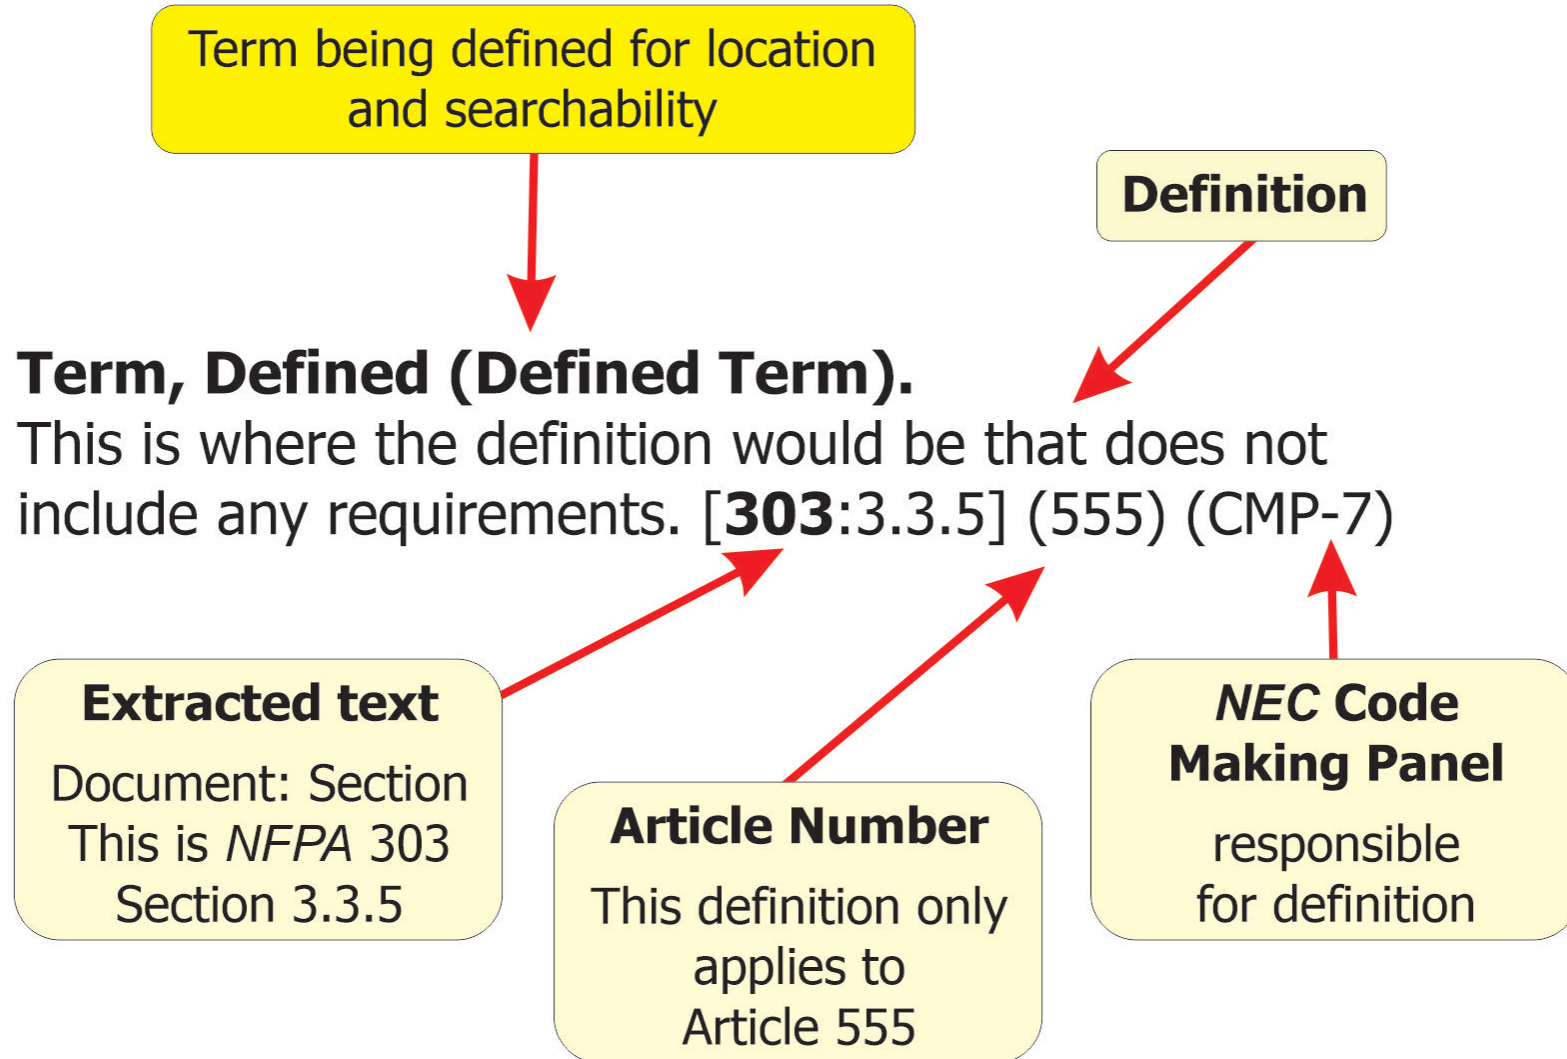 Term being defined for location
and searchability
Definition
Term, Defined (Defined Term).
This is where the definition would be that does not
include any requirements. [303:3.3.5] (555) (CMP-7)
Extracted text
Document: Section
This is NFPA 303
Section 3.3.5
Article Number
This definition only
applies to
Article 555
NEC Code
Making Panel
responsible
for definition